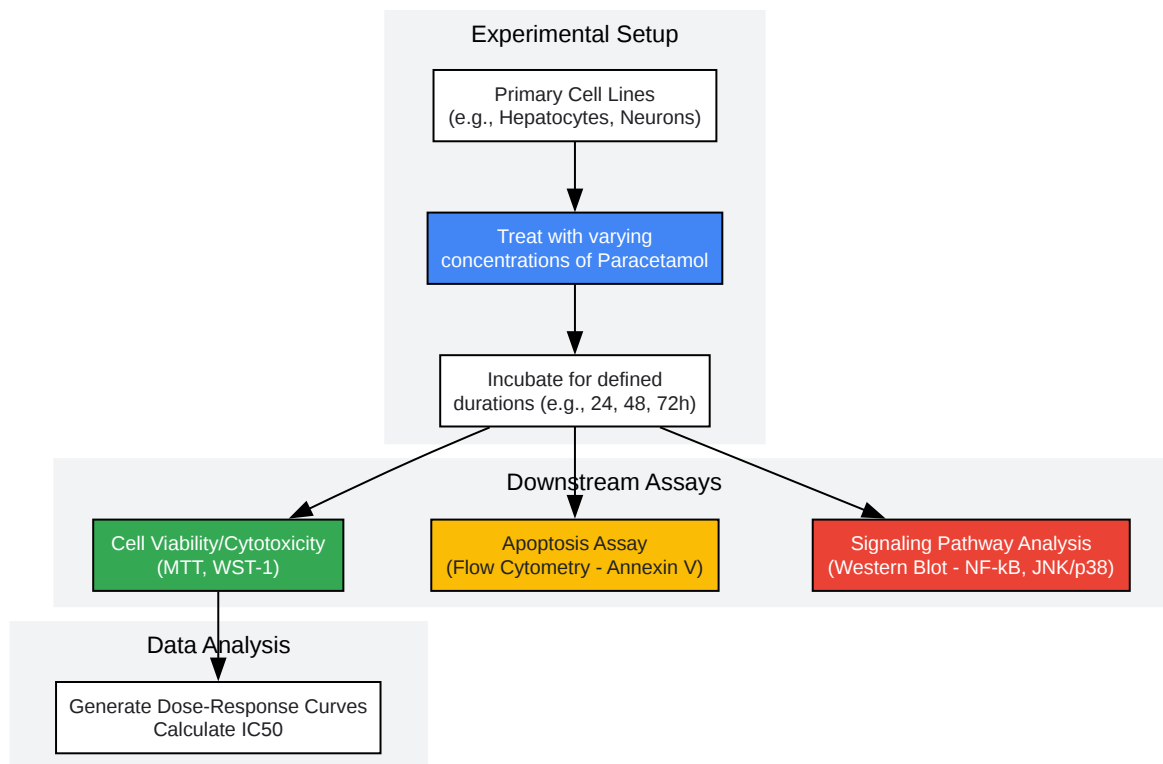 Experimental Setup
Primary Cell Lines
(e.g., Hepatocytes, Neurons)
Treat with varying
concentrations of Paracetamol
Incubate for defined
durations (e.g., 24, 48, 72h)
Downstream Assays
Cell Viability/Cytotoxicity
(MTT, WST-1)
Apoptosis Assay
(Flow Cytometry - Annexin V)
Signaling Pathway Analysis
(Western Blot - NF-kB, JNK/p38)
Data Analysis
Generate Dose-Response Curves
Calculate IC50